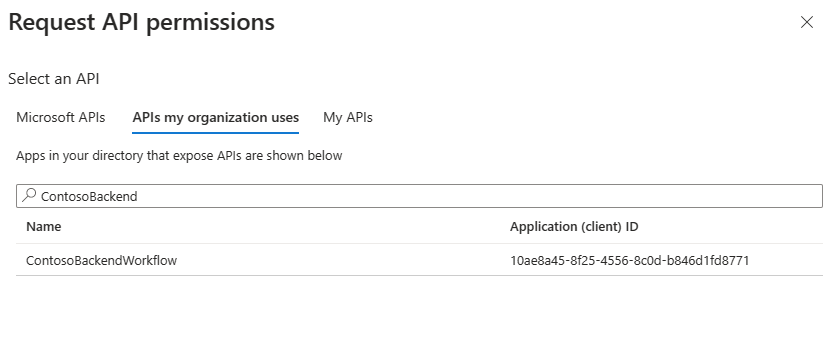 Request API permissions
Select an API
Microsoft APIs APIs my organization uses My APIs
Apps in your directory that expose APIs are shown below
ContosoBackend
Name Application (client) ID
ContosoBackendWorkflow 10ae8a45-8f25-4556-8c0d-b846d1fd8771